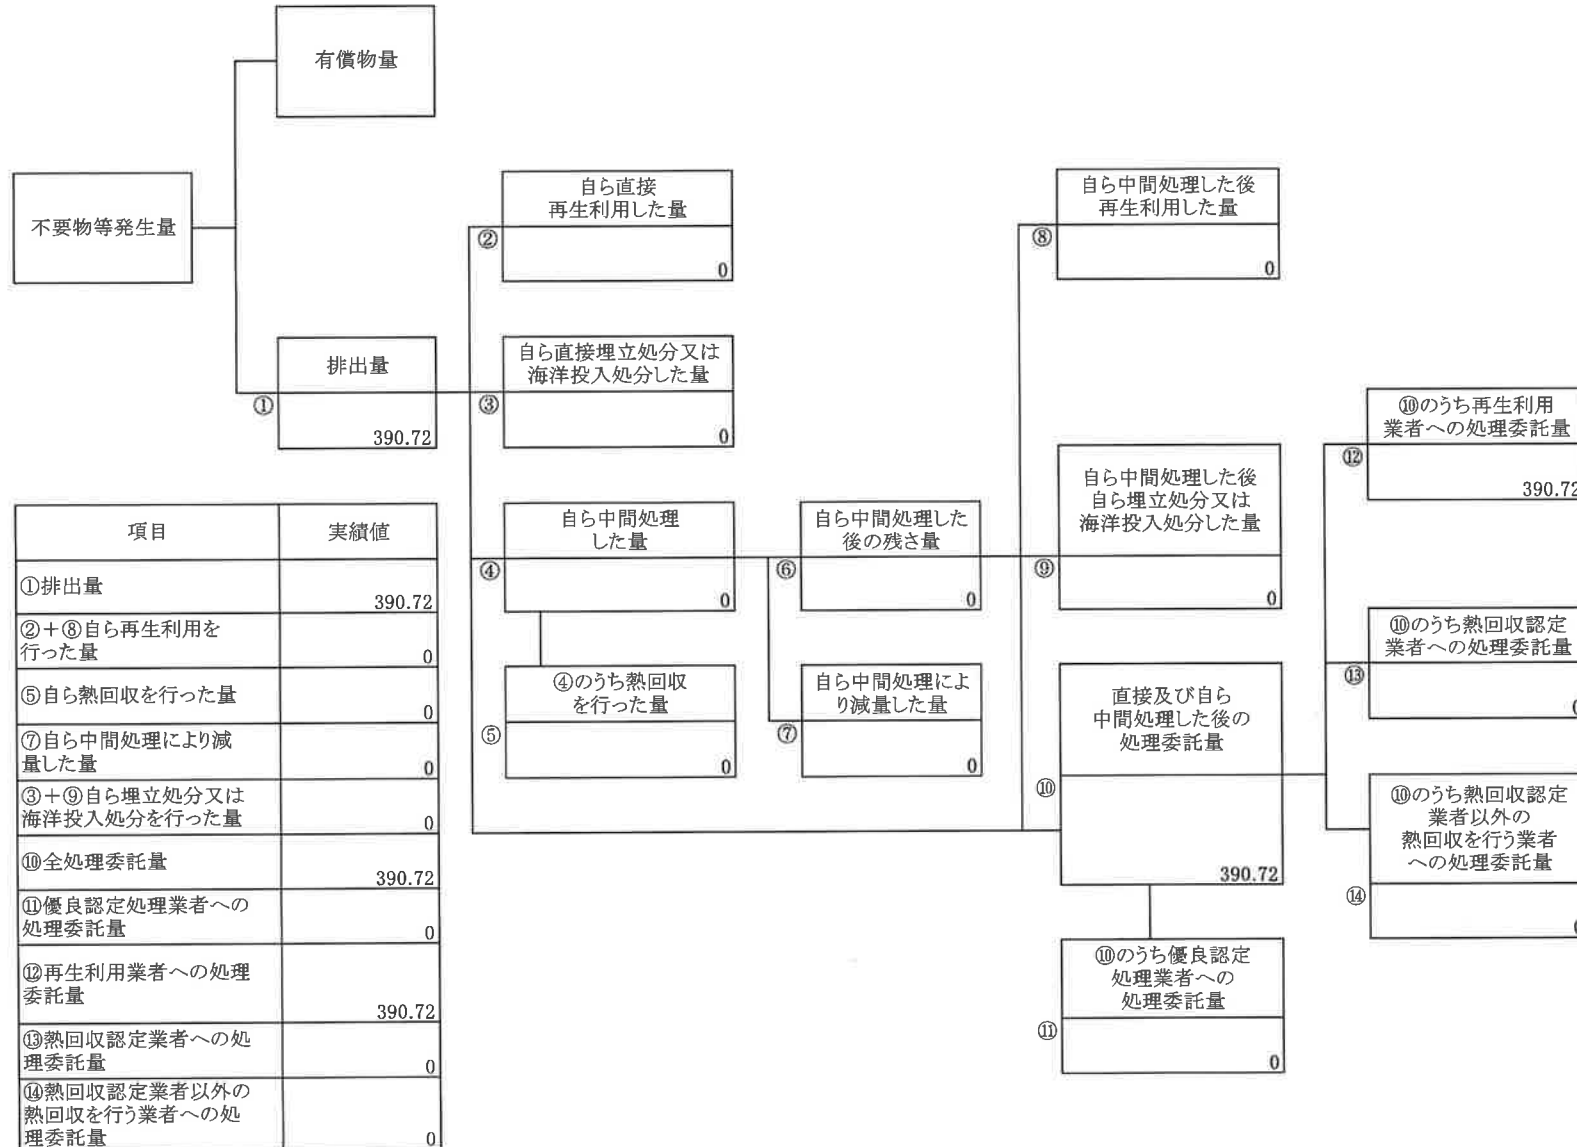 有償物量
不要物等発生量
排出量
①
390.72
自ら直接
再生利用した量
②
0
自ら直接埋立処分又は
海洋投入処分した量
③
0
自ら中間処理
した量
④
0
④のうち熱回収
を行った量
⑤
0
自ら中間処理した
後の残さ量
⑥
0
自ら中間処理によ
り減量した量
⑦
0
自ら中間処理した後
再生利用した量
⑧
0
自ら中間処理した後
自ら埋立処分又は
海洋投入処分した量
⑨
0
直接及び自ら
中間処理した後の
処理委託量
⑩
390.72
⑩のうち優良認定
処理業者への
処理委託量
⑪
0
⑩のうち再生利用
業者への処理委託量
⑫
390.72
⑩のうち熱回収認定
業者への処理委託量
⑬
0
⑩のうち熱回収認定
業者以外の
熱回収を行う業者
への処理委託量
⑭
0
項目 実績値
①排出量
390.72
②+⑧自ら再生利用を
行った量
0
⑤自ら熱回収を行った量
0
⑦自ら中間処理により減
量した量
0
③+⑨自ら埋立処分又は
海洋投入処分を行った量
0
⑩全処理委託量
390.72
⑪優良認定処理業者への
処理委託量
0
⑫再生利用業者への処理
委託量
390.72
⑬熱回収認定業者への処
理委託量
0
⑭熱回収認定業者以外の
熱回収を行う業者への処
理委託量
0